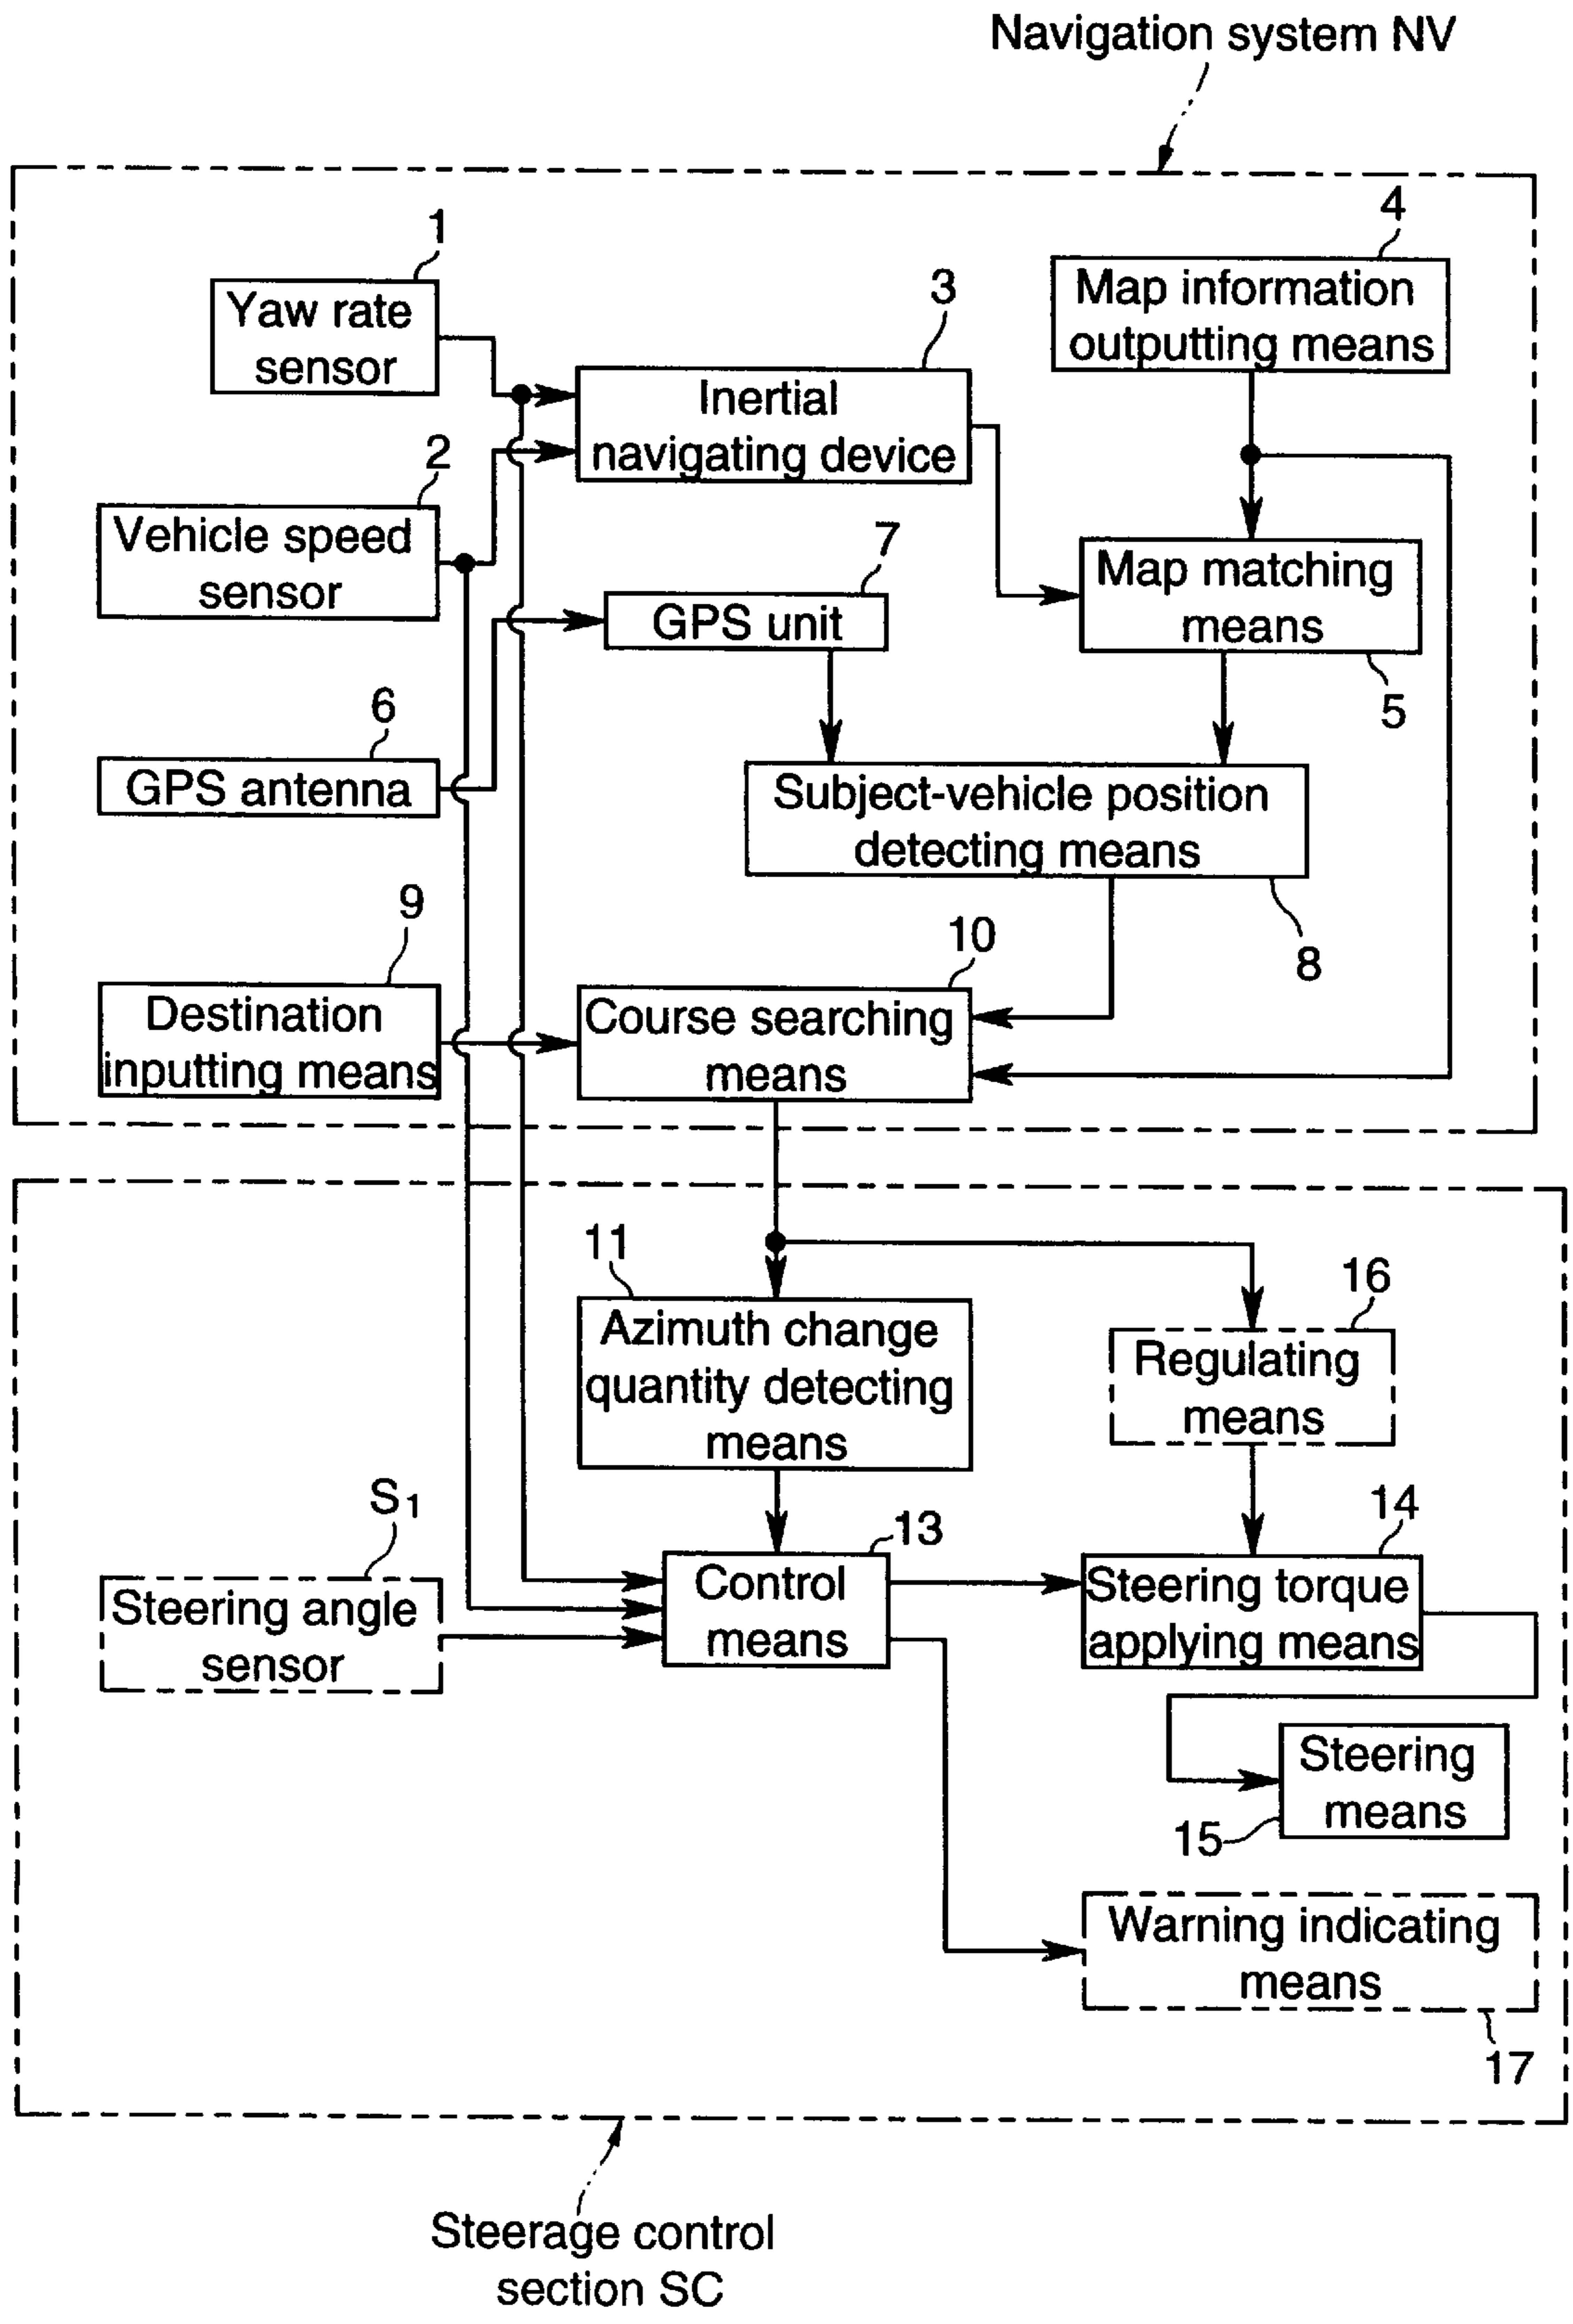 Navigation system NV
1
Yaw rate
sensor
4
Map information
outputting means
3
Inertial
navigating device
2
Vehicle speed
sensor
7
GPS unit
Map matching
means
5
6
GPS antenna
Subject-vehicle position
detecting means
8
9
Destination
inputting means
10
Course searching
means
11
Azimuth change
quantity detecting
means
16
Regulating
means
S1
Steering angle
sensor
13
Control
means
14
Steering torque
applying means
Steering
means
15
Warning indicating
means
17
Steerage control
section SC